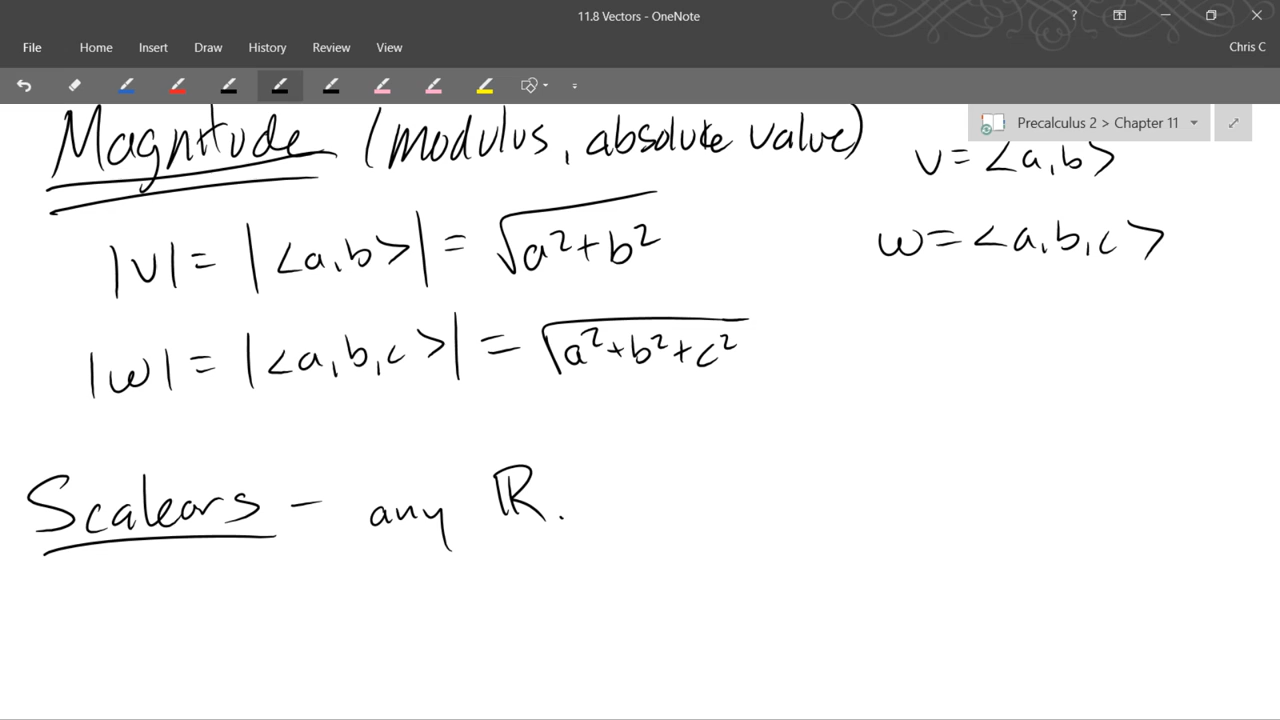 11.8 Vectors - OneNote
?
File Home Insert Draw History Review View
Chris C
Precalculus 2 > Chapter 11
Magnitude (modulus, absolute value)
v = <a,b>
|v| = |<a,b>| = √a²+b²
w = <a,b,c>
|w| = |<a,b,c>| = √a²+b²+c²
Scalears - any ℝ.